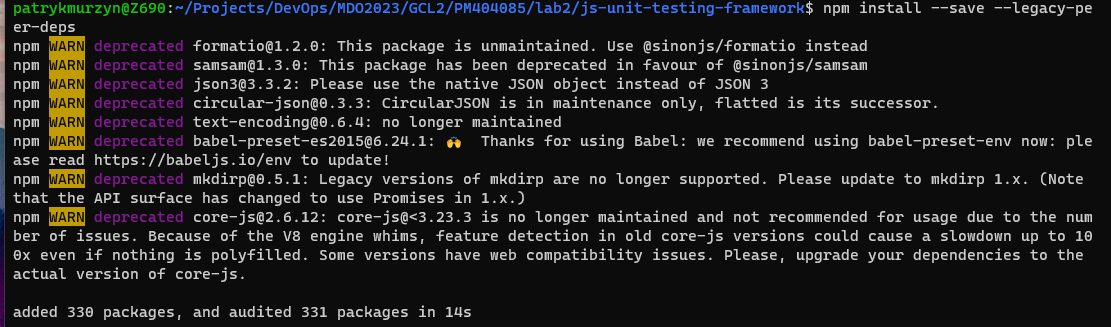 patrykmurzyn@Z690:~/Projects/DevOps/MDO2023/GCL2/PM404085/lab2/js-unit-testing-framework$ npm install --save --legacy-pe
er-deps
npm WARN deprecated formatio@1.2.0: This package is unmaintained. Use @sinonjs/formatio instead
npm WARN deprecated samsam@1.3.0: This package has been deprecated in favour of @sinonjs/samsam
npm WARN deprecated json3@3.3.2: Please use the native JSON object instead of JSON 3
npm WARN deprecated circular-json@0.3.3: CircularJSON is in maintenance only, flatted is its successor.
npm WARN deprecated text-encoding@0.6.4: no longer maintained
npm WARN deprecated babel-preset-es2015@6.24.1: 🙌  Thanks for using Babel: we recommend using babel-preset-env now: ple
ase read https://babeljs.io/env to update!
npm WARN deprecated mkdirp@0.5.1: Legacy versions of mkdirp are no longer supported. Please update to mkdirp 1.x. (Note
that the API surface has changed to use Promises in 1.x.)
npm WARN deprecated core-js@2.6.12: core-js@<3.23.3 is no longer maintained and not recommended for usage due to the num
ber of issues. Because of the V8 engine whims, feature detection in old core-js versions could cause a slowdown up to 10
0x even if nothing is polyfilled. Some versions have web compatibility issues. Please, upgrade your dependencies to the
actual version of core-js.
added 330 packages, and audited 331 packages in 14s